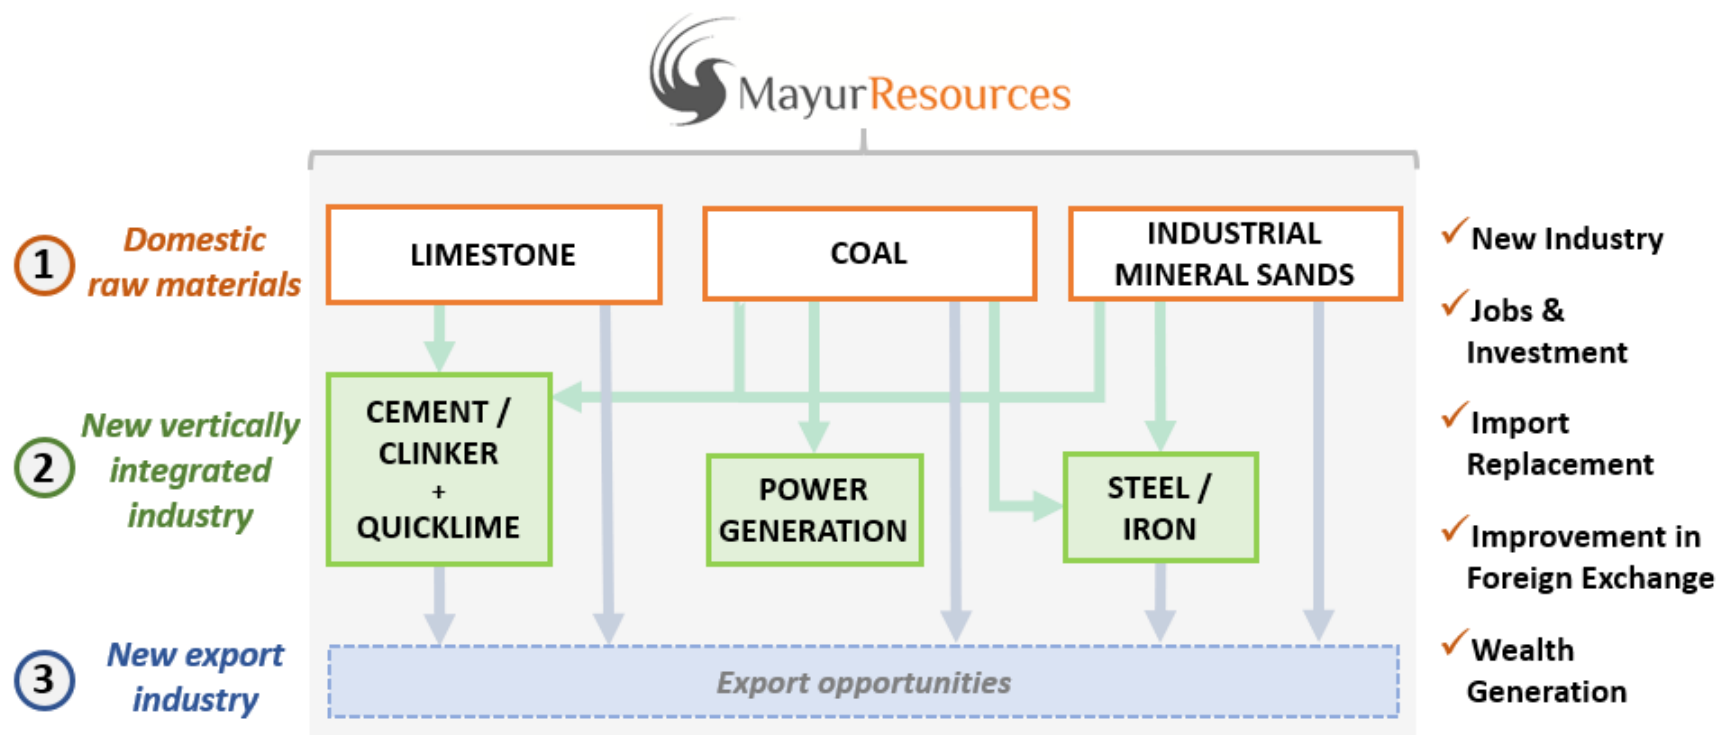 MayurResources
1
Domestic
raw materials
LIMESTONE
COAL
INDUSTRIAL
MINERAL SANDS
2
New vertically
integrated
industry
CEMENT /
CLINKER
+
QUICKLIME
POWER
GENERATION
STEEL /
IRON
3
New export
industry
Export opportunities
✓New Industry
✓Jobs &
Investment
✓Import
Replacement
✓Improvement in
Foreign Exchange
✓Wealth
Generation